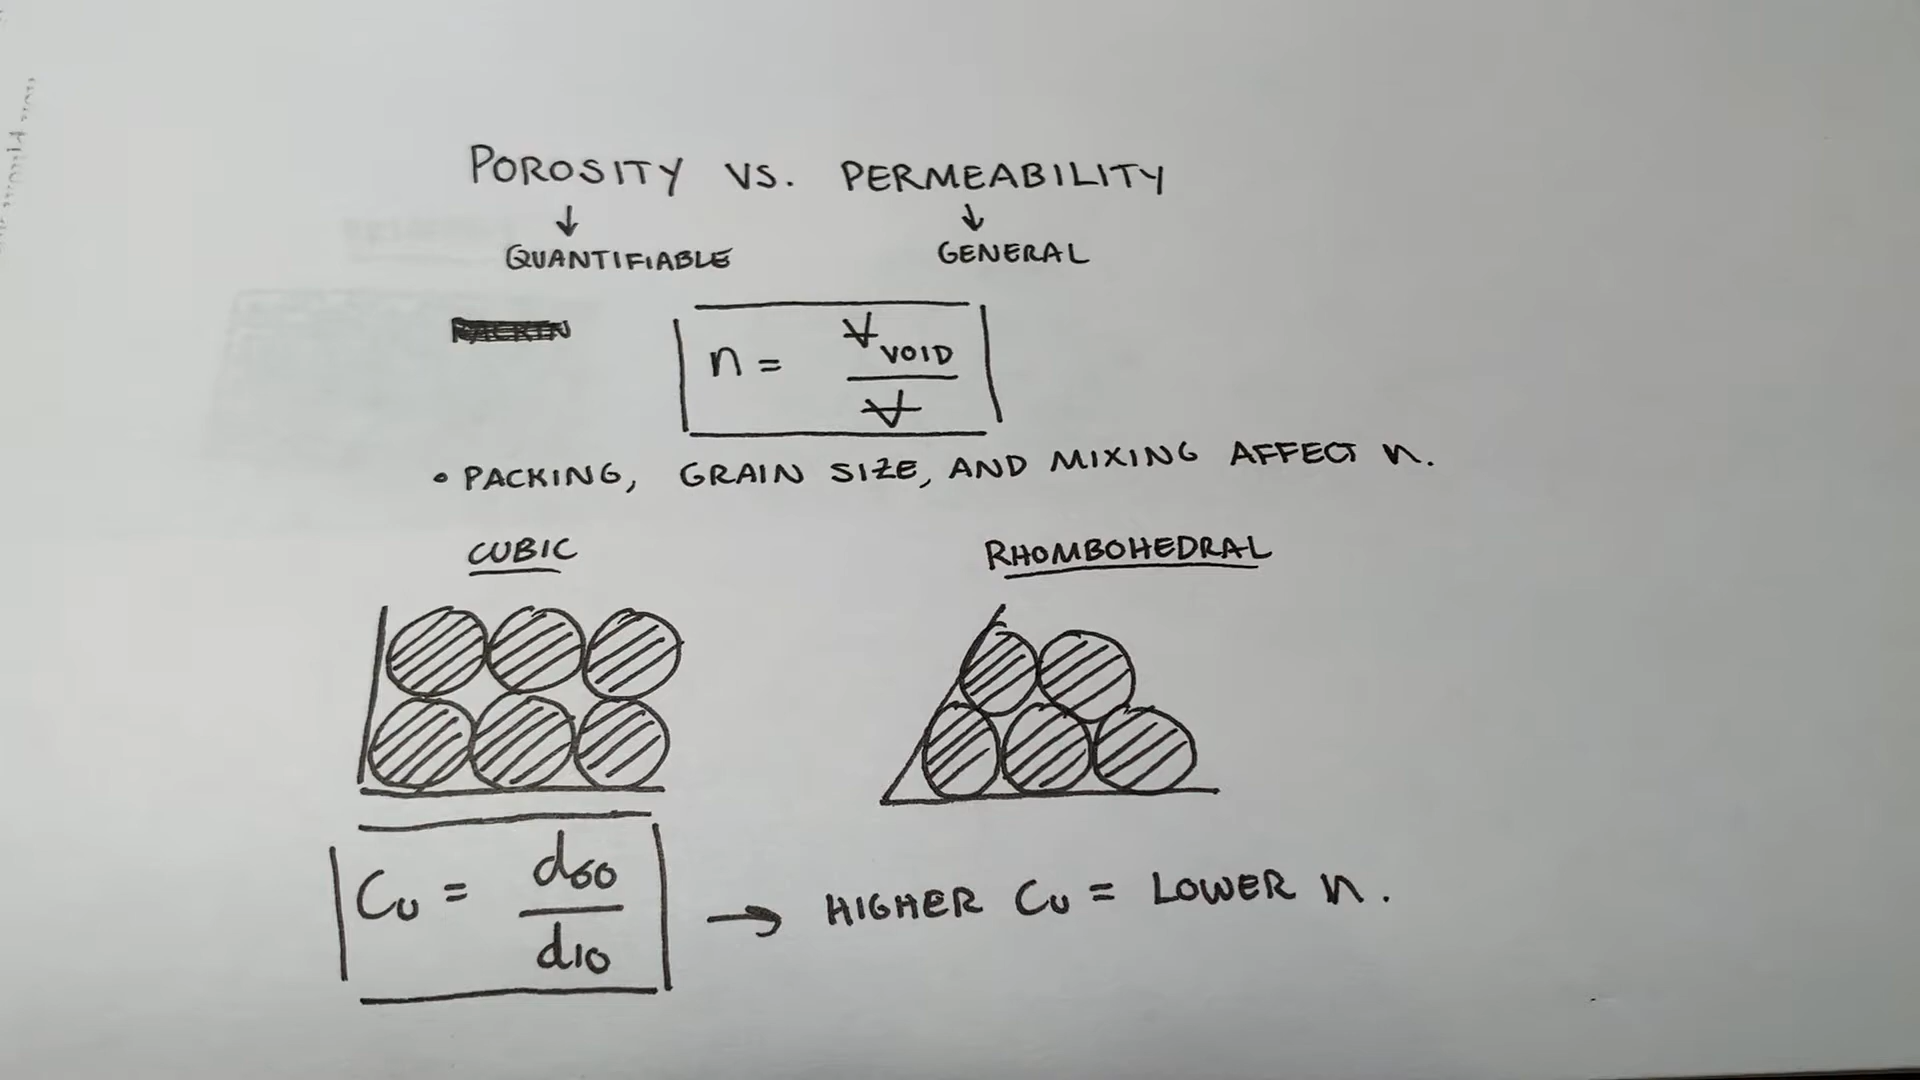 POROSITY VS. PERMEABILITY
↓ ↓
QUANTIFIABLE GENERAL
n = V̶ VOID / V̶
• PACKING, GRAIN SIZE, AND MIXING AFFECT n.
CUBIC RHOMBOHEDRAL
Cu = d60 / d10 → HIGHER Cu = LOWER n.